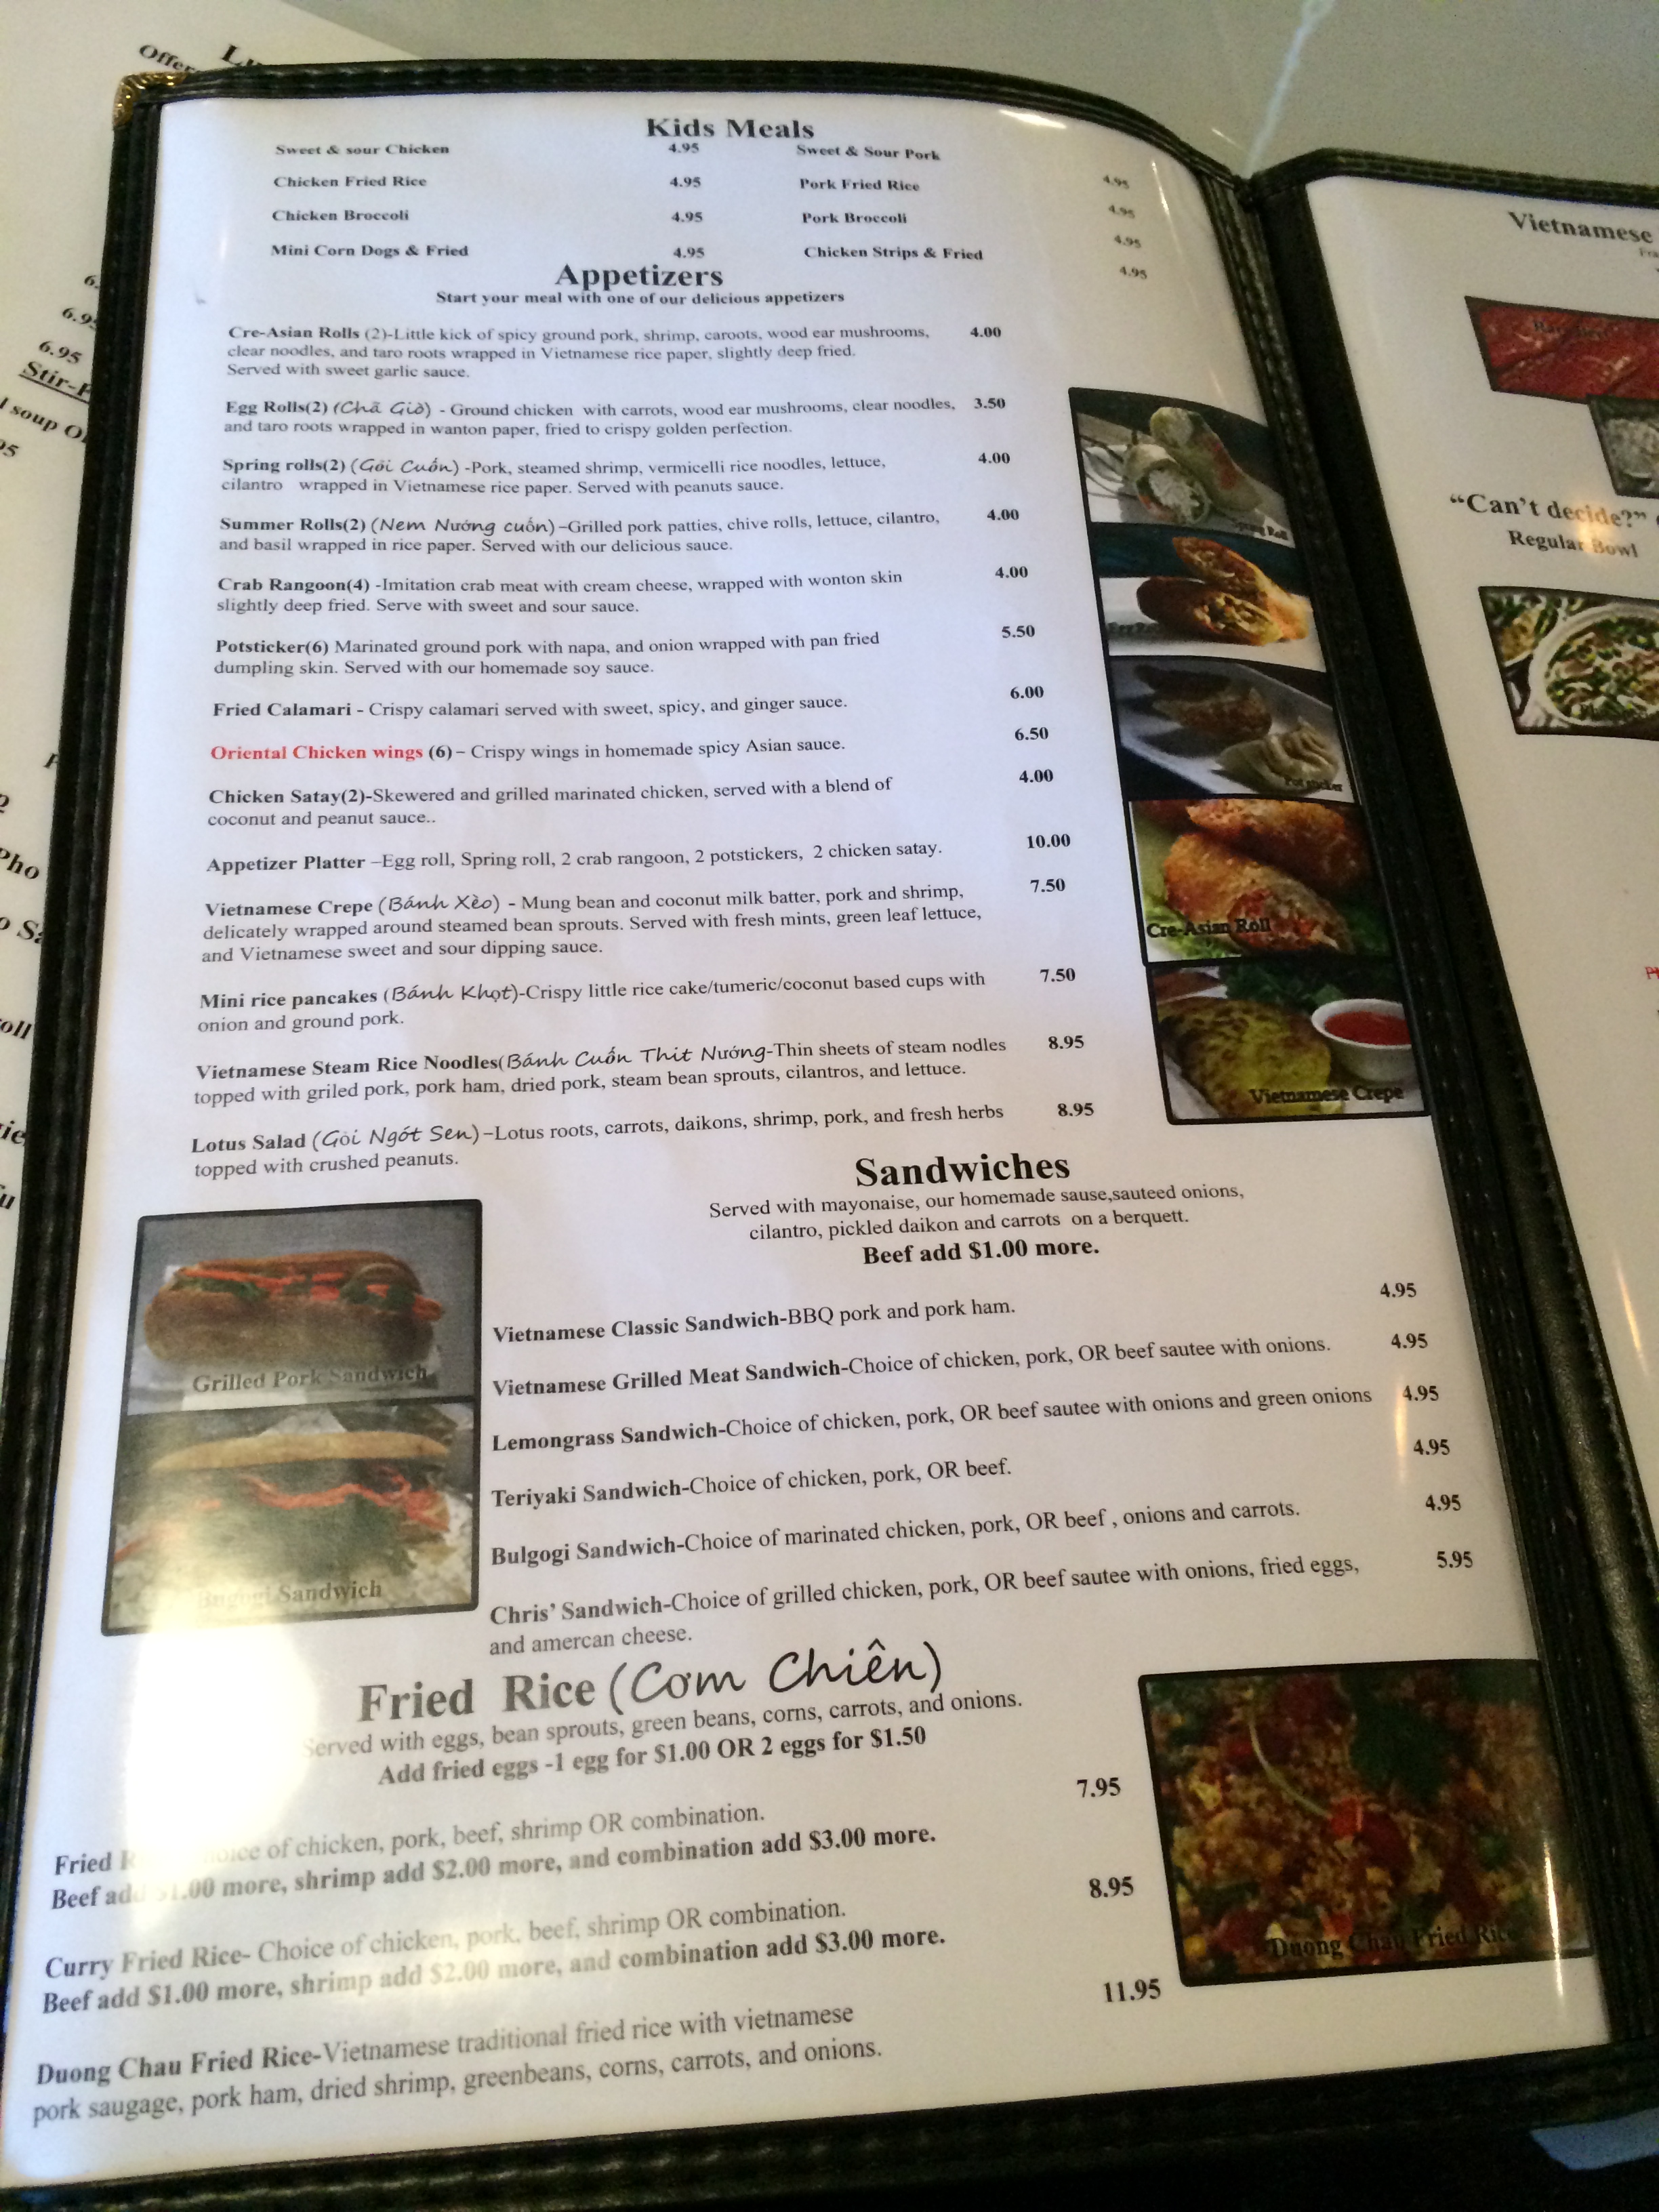 Offer
Kids Meals
Sweet & sour Chicken 4.95 Sweet & Sour Pork 4.95
Chicken Fried Rice 4.95 Pork Fried Rice 4.95
Chicken Broccoli 4.95 Pork Broccoli 4.95
Mini Corn Dogs & Fried 4.95 Chicken Strips & Fried 4.95
Appetizers
Start your meal with one of our delicious appetizers
Cre-Asian Rolls (2)-Little kick of spicy ground pork, shrimp, caroots, wood ear mushrooms, 4.00
clear noodles, and taro roots wrapped in Vietnamese rice paper, slightly deep fried.
Served with sweet garlic sauce.
Egg Rolls(2) (Chã Giò) - Ground chicken with carrots, wood ear mushrooms, clear noodles, 3.50
and taro roots wrapped in wanton paper, fried to crispy golden perfection.
Spring rolls(2) (Gõi Cuốn) -Pork, steamed shrimp, vermicelli rice noodles, lettuce, 4.00
cilantro wrapped in Vietnamese rice paper. Served with peanuts sauce.
Summer Rolls(2) (Nem Nướng cuốn)-Grilled pork patties, chive rolls, lettuce, cilantro, 4.00
and basil wrapped in rice paper. Served with our delicious sauce.
Crab Rangoon(4) -Imitation crab meat with cream cheese, wrapped with wonton skin 4.00
slightly deep fried. Serve with sweet and sour sauce.
Potsticker(6) Marinated ground pork with napa, and onion wrapped with pan fried 5.50
dumpling skin. Served with our homemade soy sauce.
Fried Calamari - Crispy calamari served with sweet, spicy, and ginger sauce. 6.00
Oriental Chicken wings (6) – Crispy wings in homemade spicy Asian sauce. 6.50
Chicken Satay(2)-Skewered and grilled marinated chicken, served with a blend of 4.00
coconut and peanut sauce..
Appetizer Platter –Egg roll, Spring roll, 2 crab rangoon, 2 potstickers, 2 chicken satay. 10.00
Vietnamese Crepe (Bánh Xèo) - Mung bean and coconut milk batter, pork and shrimp, 7.50
delicately wrapped around steamed bean sprouts. Served with fresh mints, green leaf lettuce,
and Vietnamese sweet and sour dipping sauce.
Mini rice pancakes (Bánh Khọt)-Crispy little rice cake/tumeric/coconut based cups with 7.50
onion and ground pork.
Vietnamese Steam Rice Noodles(Bánh Cuốn Thit Nướng-Thin sheets of steam nodles 8.95
topped with griled pork, pork ham, dried pork, steam bean sprouts, cilantros, and lettuce.
Lotus Salad (Gỏi Ngót Sen) –Lotus roots, carrots, daikons, shrimp, pork, and fresh herbs 8.95
topped with crushed peanuts.
Spring Roll
Egg Roll
Pot sticker
Cre-Asian Roll
Vietnamese Crepe
Sandwiches
Served with mayonaise, our homemade sause,sauteed onions,
cilantro, pickled daikon and carrots on a berquett.
Beef add $1.00 more.
Grilled Pork Sandwich
Bugogi Sandwich
Vietnamese Classic Sandwich-BBQ pork and pork ham. 4.95
Vietnamese Grilled Meat Sandwich-Choice of chicken, pork, OR beef sautee with onions. 4.95
Lemongrass Sandwich-Choice of chicken, pork, OR beef sautee with onions and green onions 4.95
Teriyaki Sandwich-Choice of chicken, pork, OR beef. 4.95
Bulgogi Sandwich-Choice of marinated chicken, pork, OR beef , onions and carrots. 4.95
Chris' Sandwich-Choice of grilled chicken, pork, OR beef sautee with onions, fried eggs, 5.95
and amercan cheese.
Fried Rice (Cơm Chiên)
Served with eggs, bean sprouts, green beans, corns, carrots, and onions.
Add fried eggs -1 egg for $1.00 OR 2 eggs for $1.50
Fried of chicken, pork, beef, shrimp OR combination. 7.95
Beef add $1.00 more, shrimp add $2.00 more, and combination add $3.00 more.
Curry Fried Rice- Choice of chicken, pork, beef, shrimp OR combination. 8.95
Beef add $1.00 more, shrimp add $2.00 more, and combination add $3.00 more.
Duong Chau Fried Rice-Vietnamese traditional fried rice with vietnamese 11.95
pork saugage, pork ham, dried shrimp, greenbeans, corns, carrots, and onions.
Duong Chau Fried Rice
Vietnamese
"Can't decide?"
Regular Bowl
6.95
6.95
Stir-F
soup
Pho